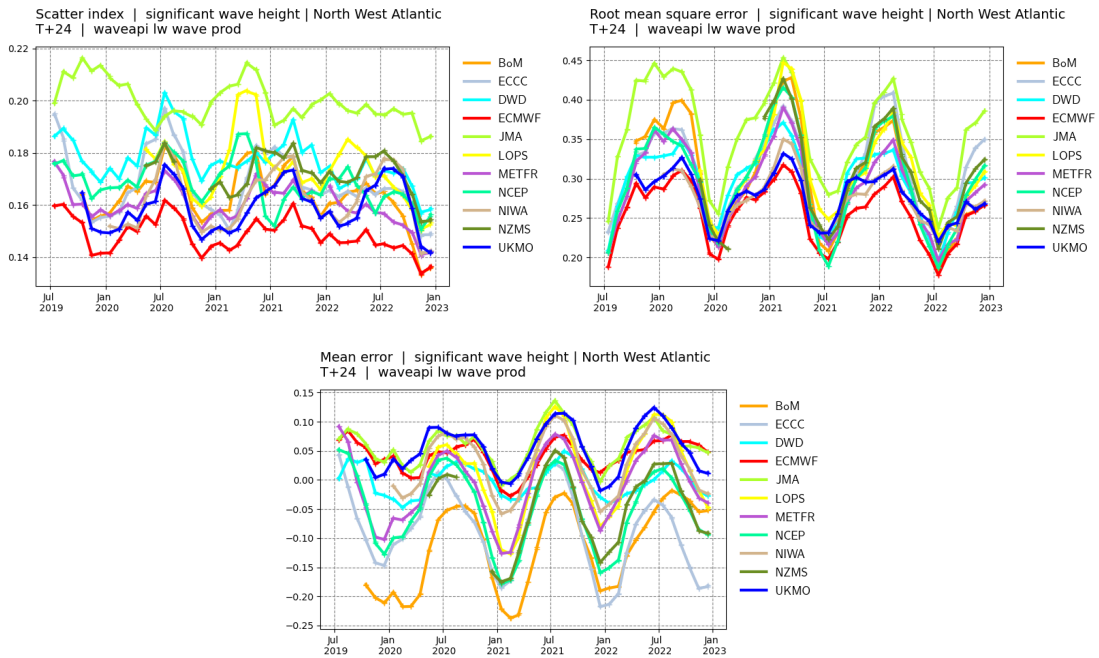 Scatter index | significant wave height | North West Atlantic
T+24 | waveapi lw wave prod
0.22
0.20
0.18
0.16
0.14
Jul 2019
Jan 2020
Jul 2020
Jan 2021
Jul 2021
Jan 2022
Jul 2022
Jan 2023
BoM
ECCC
DWD
ECMWF
JMA
LOPS
METFR
NCEP
NIWA
NZMS
UKMO
Root mean square error | significant wave height | North West Atlantic
T+24 | waveapi lw wave prod
0.45
0.40
0.35
0.30
0.25
0.20
Jul 2019
Jan 2020
Jul 2020
Jan 2021
Jul 2021
Jan 2022
Jul 2022
Jan 2023
BoM
ECCC
DWD
ECMWF
JMA
LOPS
METFR
NCEP
NIWA
NZMS
UKMO
Mean error | significant wave height | North West Atlantic
T+24 | waveapi lw wave prod
0.15
0.10
0.05
0.00
−0.05
−0.10
−0.15
−0.20
−0.25
Jul 2019
Jan 2020
Jul 2020
Jan 2021
Jul 2021
Jan 2022
Jul 2022
Jan 2023
BoM
ECCC
DWD
ECMWF
JMA
LOPS
METFR
NCEP
NIWA
NZMS
UKMO